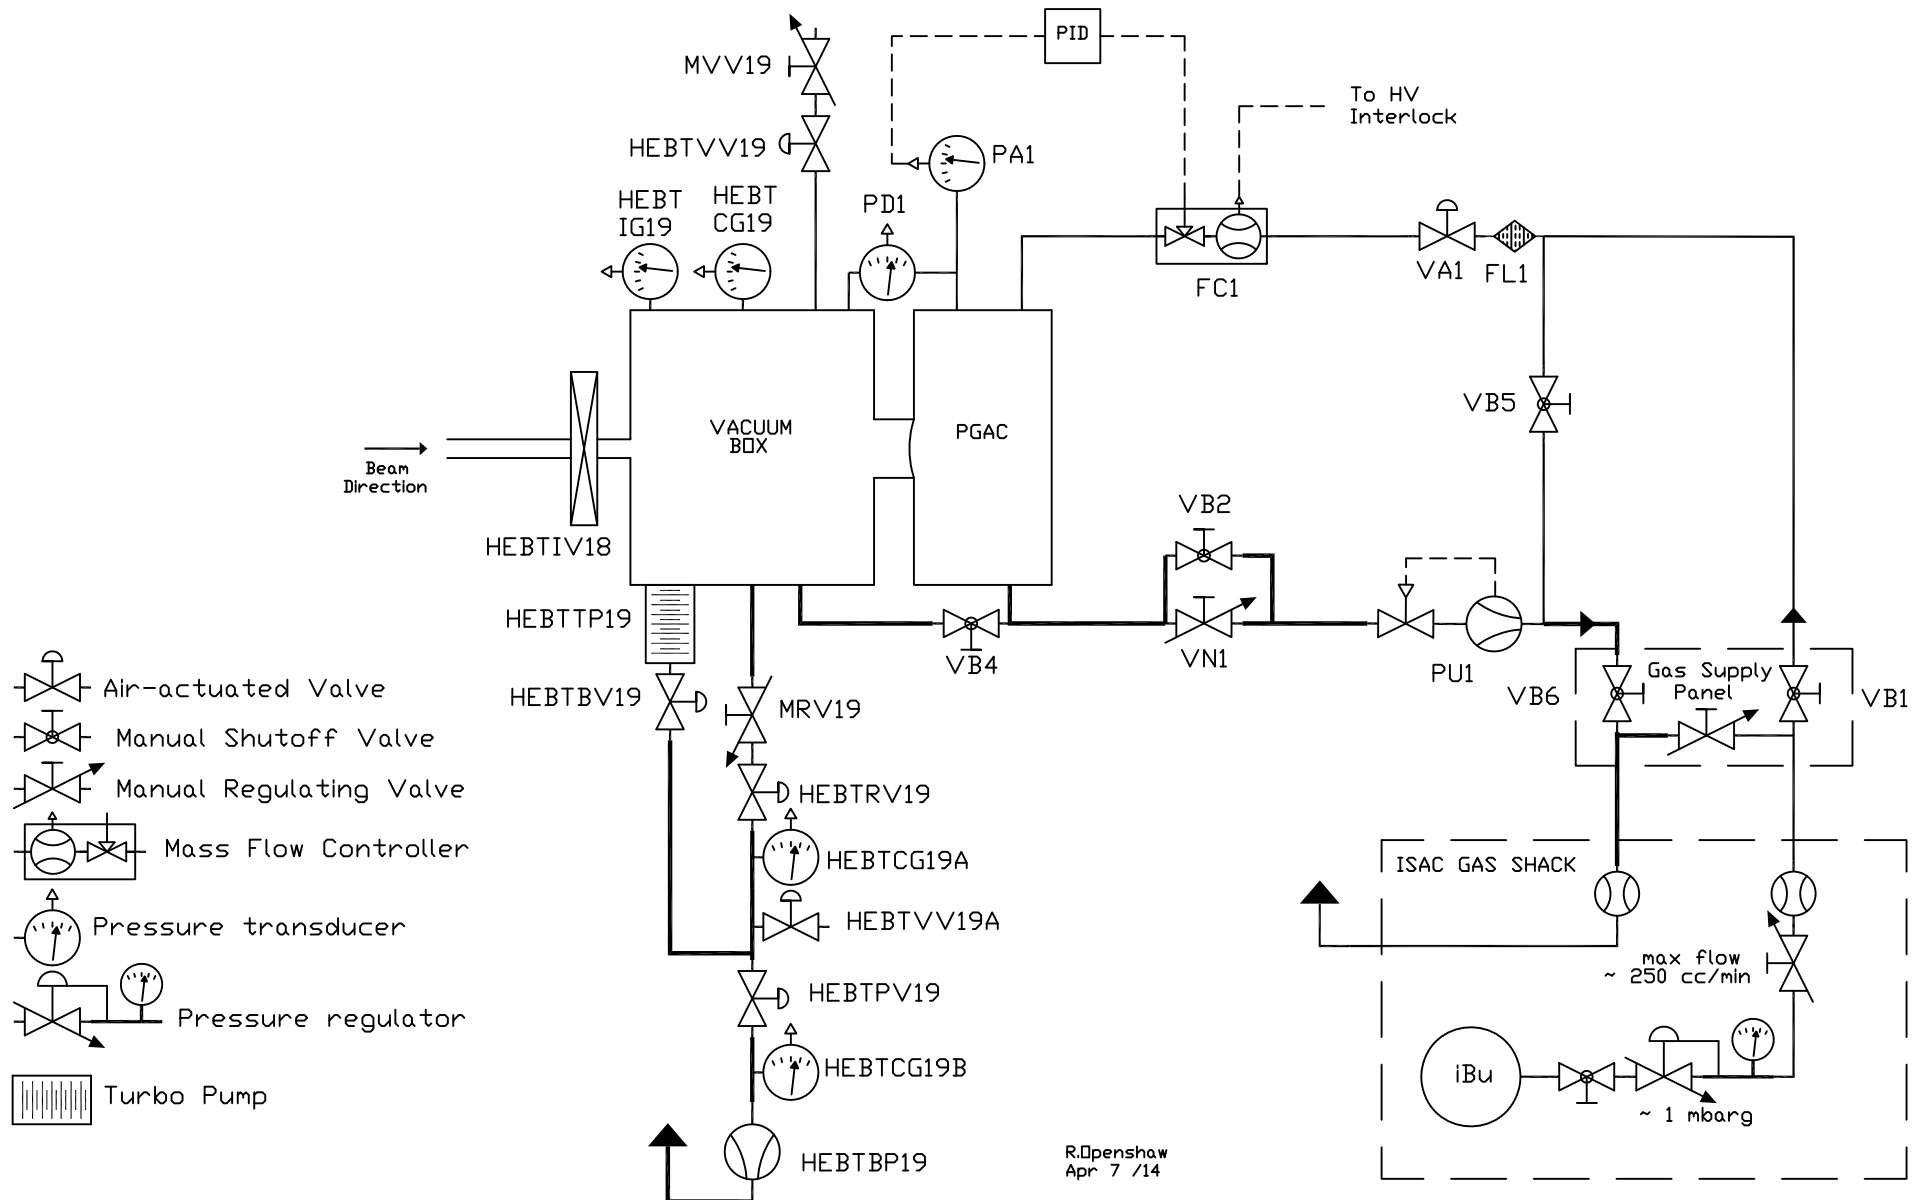 PID
MVV19
To HV
Interlock
HEBTVV19
PA1
HEBT
IG19
HEBT
CG19
PD1
FC1
VA1
FL1
VB5
VACUUM
BOX
PGAC
Beam
Direction
HEBTIV18
VB2
HEBTTP19
VB4
VN1
PU1
Gas Supply
Panel
VB6
VB1
HEBTBV19
MRV19
Air-actuated Valve
Manual Shutoff Valve
Manual Regulating Valve
HEBTRV19
Mass Flow Controller
HEBTCG19A
ISAC GAS SHACK
HEBTVV19A
Pressure transducer
max flow
~ 250 cc/min
HEBTPV19
Pressure regulator
HEBTCG19B
iBu
~ 1 mbarg
Turbo Pump
HEBTBP19
R.Openshaw
Apr 7 /14